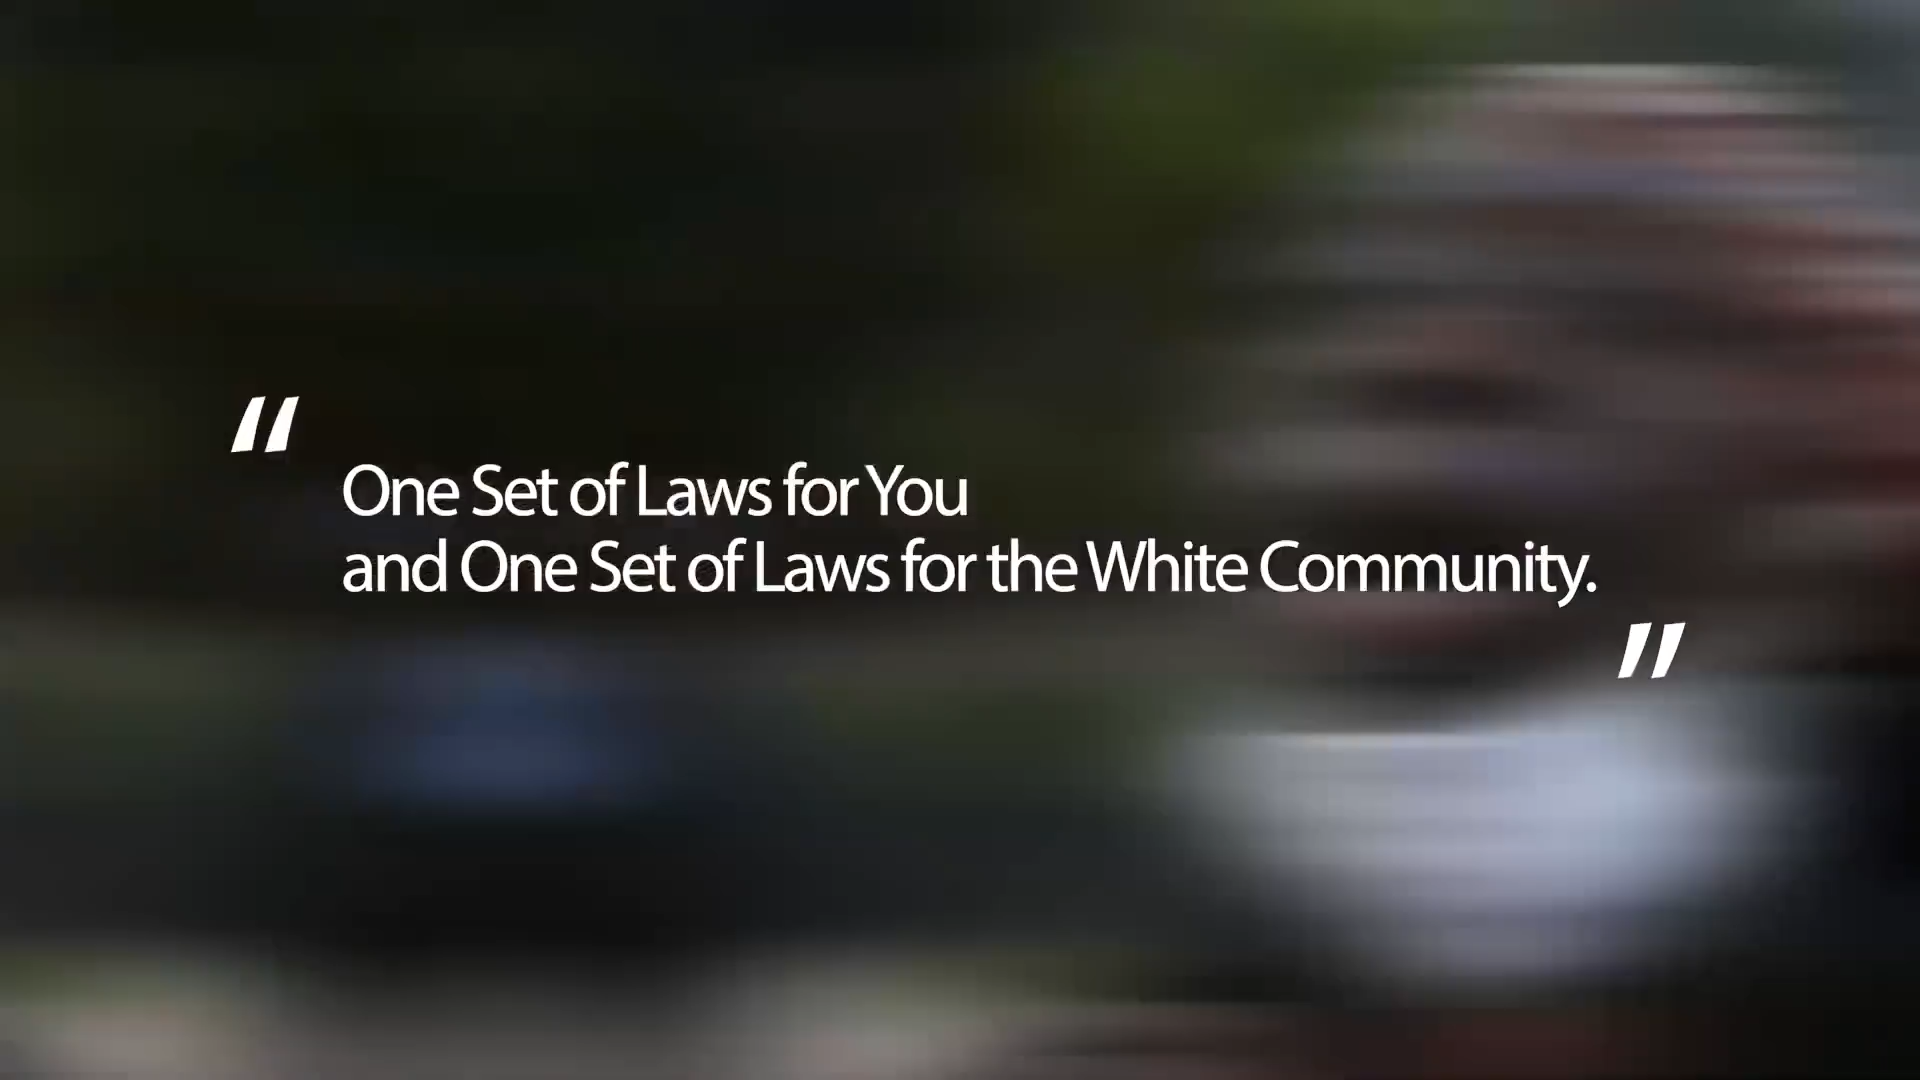 “ One Set of Laws for You
and One Set of Laws for the White Community. ”